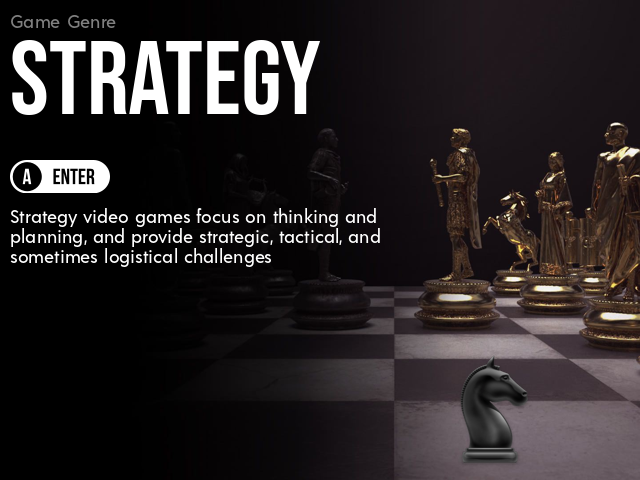 Game Genre
STRATEGY
A ENTER
Strategy video games focus on thinking and
planning, and provide strategic, tactical, and
sometimes logistical challenges